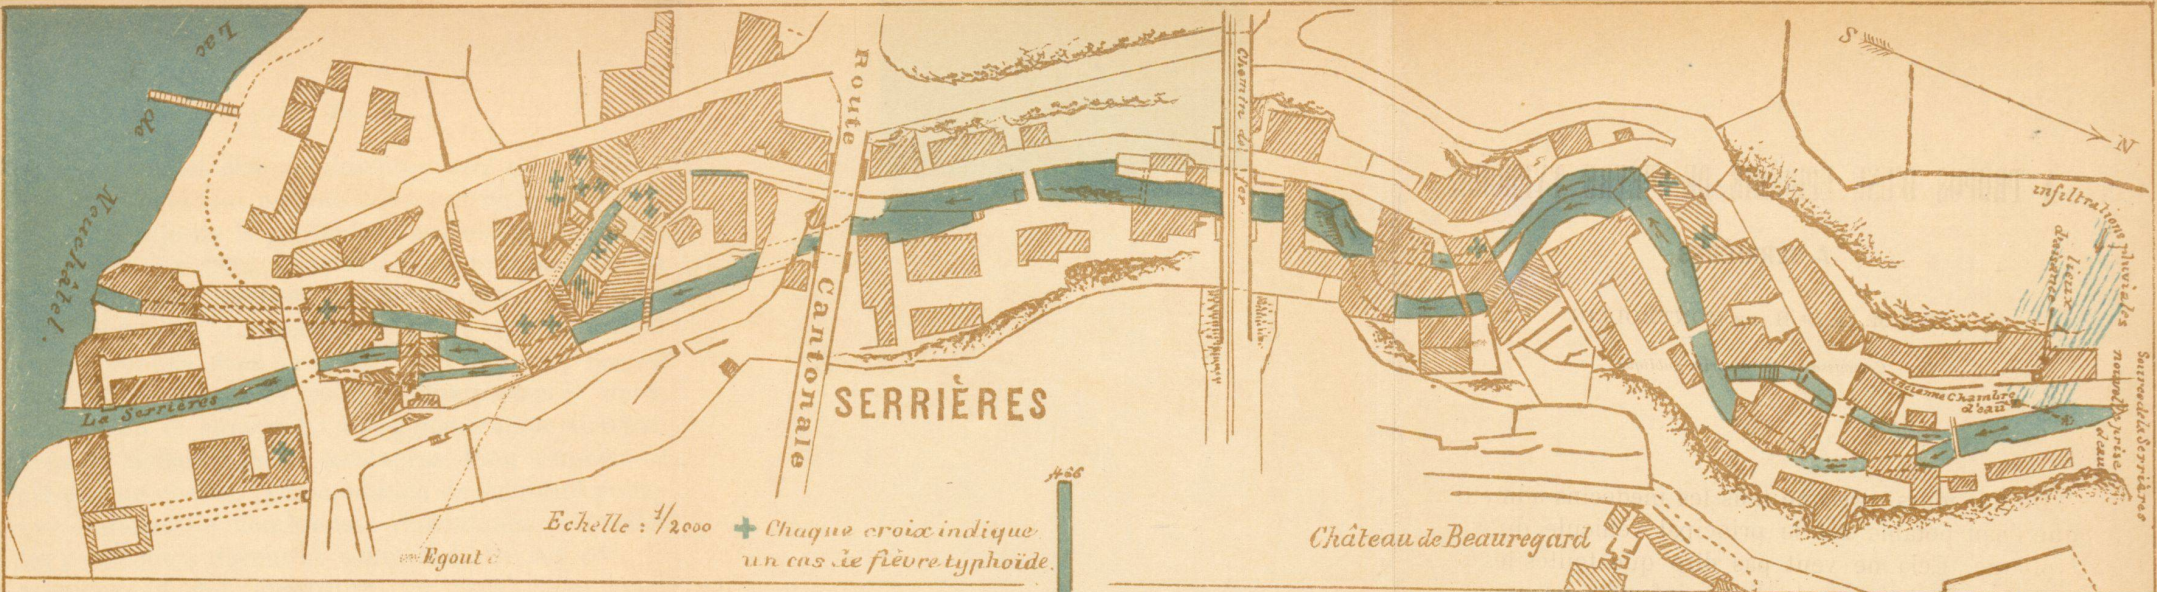 Lac
de
Neuchâtel.
La Serrières
Route
Cantonale
Chemin de fer
S
N
infiltrations pluviales
lieux
d'aisance
Ancienne Chambre
d'eau
Source de la Serrières
nouvelle prise
d'eau
SERRIÈRES
466
Echelle : 1/2000
Chaque croix indique
un cas de fièvre typhoïde.
Egout
Château de Beauregard